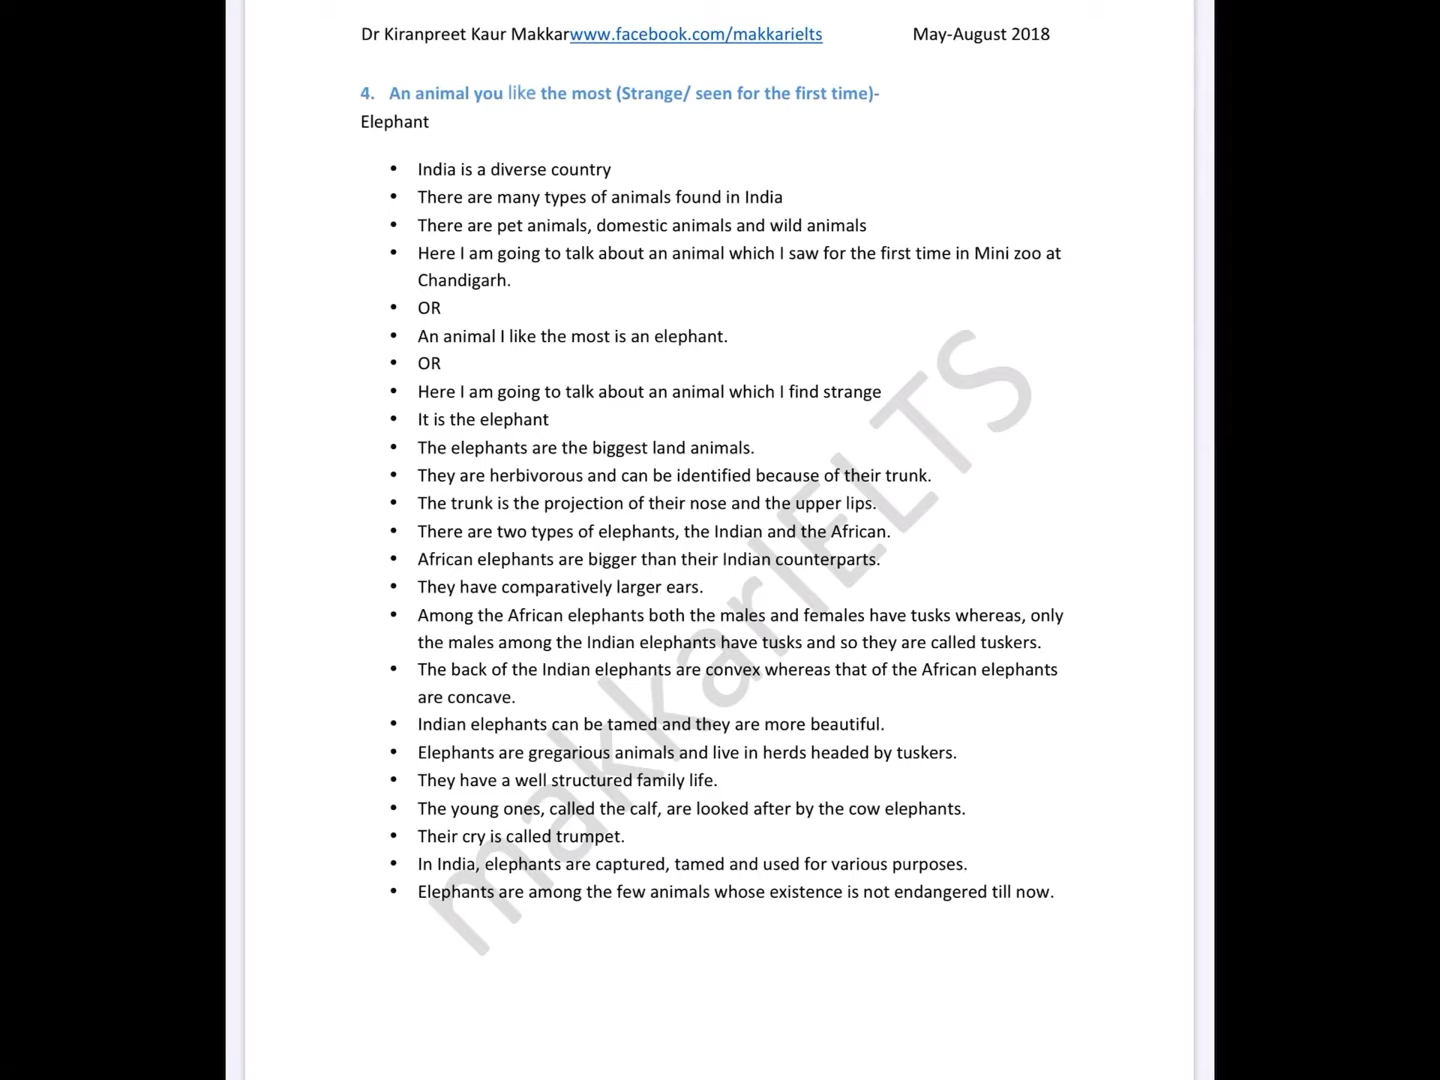 Dr Kiranpreet Kaur Makkarwww.facebook.com/makkarielts May-August 2018
4. An animal you like the most (Strange/ seen for the first time)-
Elephant
• India is a diverse country
• There are many types of animals found in India
• There are pet animals, domestic animals and wild animals
• Here I am going to talk about an animal which I saw for the first time in Mini zoo at
Chandigarh.
• OR
• An animal I like the most is an elephant.
• OR
• Here I am going to talk about an animal which I find strange
• It is the elephant
• The elephants are the biggest land animals.
• They are herbivorous and can be identified because of their trunk.
• The trunk is the projection of their nose and the upper lips.
• There are two types of elephants, the Indian and the African.
• African elephants are bigger than their Indian counterparts.
• They have comparatively larger ears.
• Among the African elephants both the males and females have tusks whereas, only
the males among the Indian elephants have tusks and so they are called tuskers.
• The back of the Indian elephants are convex whereas that of the African elephants
are concave.
• Indian elephants can be tamed and they are more beautiful.
• Elephants are gregarious animals and live in herds headed by tuskers.
• They have a well structured family life.
• The young ones, called the calf, are looked after by the cow elephants.
• Their cry is called trumpet.
• In India, elephants are captured, tamed and used for various purposes.
• Elephants are among the few animals whose existence is not endangered till now.
makkarIELTS